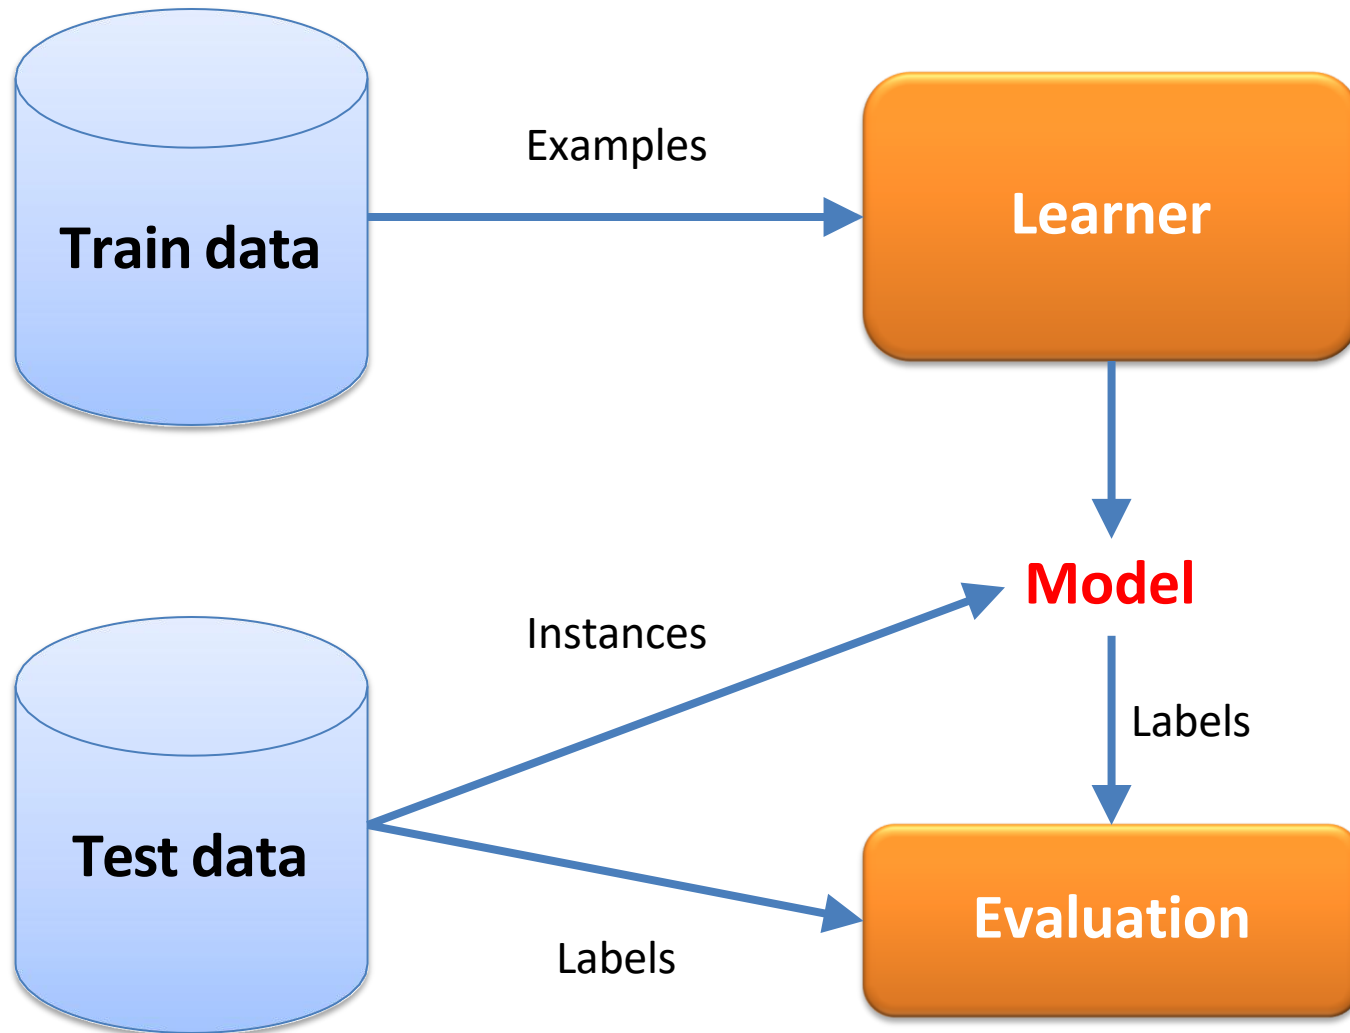 Examples
Learner
Train data
Model
Instances
Labels
Test data
Evaluation
Labels